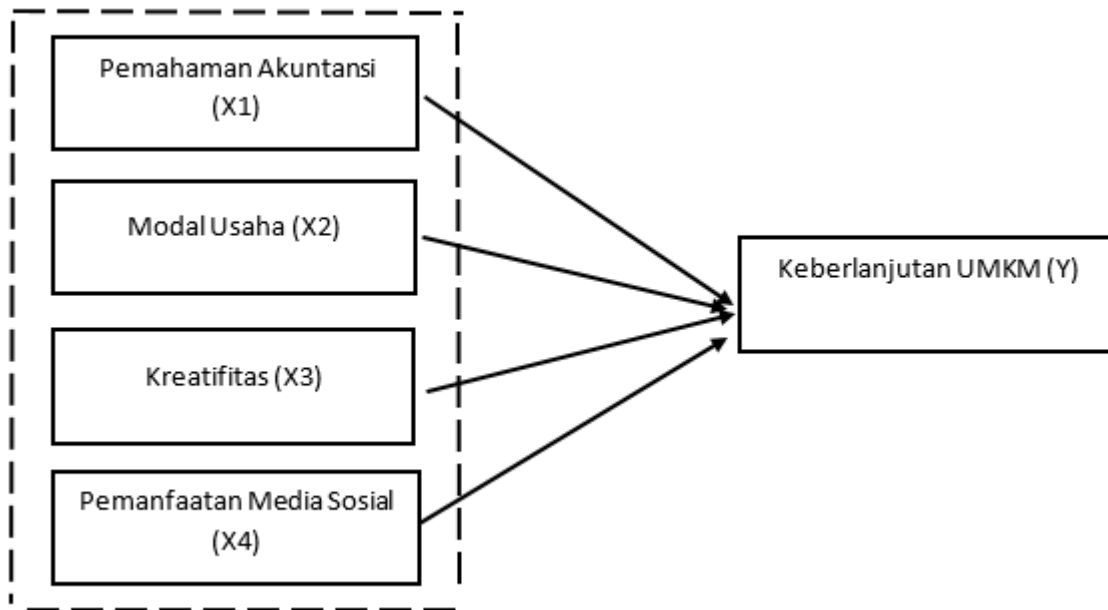 Pemahaman Akuntansi
(X1)
Modal Usaha (X2)
Kreatifitas (X3)
Pemanfaatan Media Sosial
(X4)
Keberlanjutan UMKM (Y)